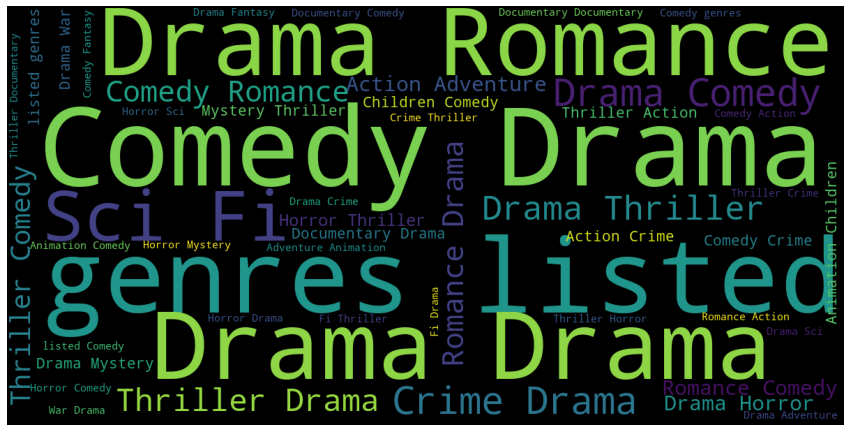 Drama Fantasy
Documentary Comedy
Documentary Documentary
Comedy genres
Drama Romance
Thriller Documentary
listed genres
Drama War
Comedy Fantasy
Comedy Romance
Action Adventure
Drama Comedy
Horror Sci
Mystery Thriller
Children Comedy
Crime Thriller
Thriller Action
Comedy Action
Comedy Drama
Sci Fi
Drama Crime
Horror Thriller
Documentary Drama
Romance Drama
Drama Thriller
Thriller Crime
Animation Children
Thriller Comedy
Animation Comedy
Horror Mystery
Adventure Animation
Action Crime
Comedy Crime
genres listed
Fi Drama
Horror Drama
Fi Thriller
Thriller Horror
Romance Action
Drama Sci
Drama Drama
listed Comedy
Drama Mystery
Horror Comedy
War Drama
Thriller Drama
Crime Drama
Romance Comedy
Drama Horror
Drama Adventure